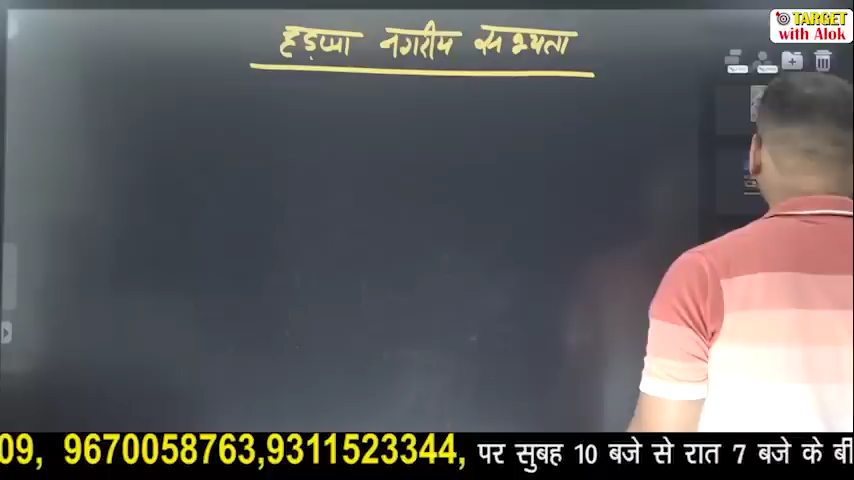 TARGET
with Alok
हड़प्पा नगरीय सभ्यता
09, 9670058763,9311523344, पर सुबह 10 बजे से रात 7 बजे के बी